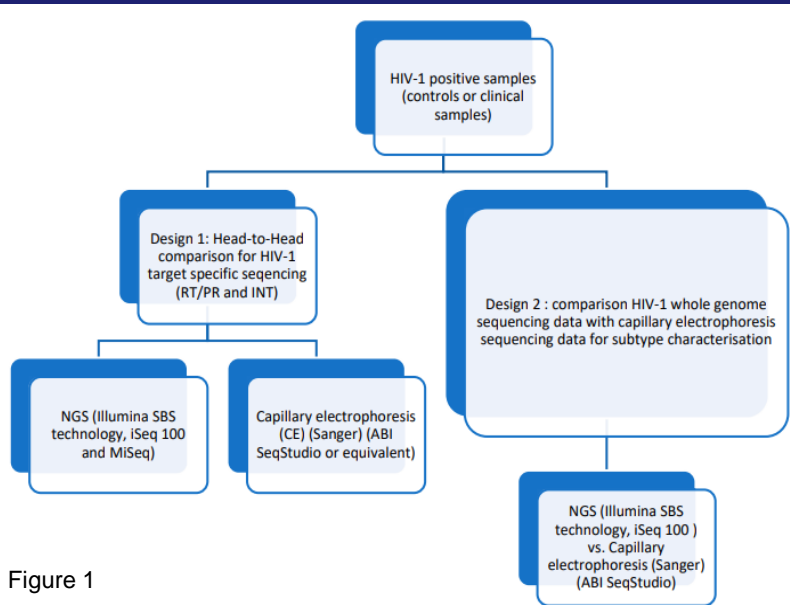 HIV-1 positive samples
(controls or clinical
samples)
Design 1: Head-to-Head
comparison for HIV-1
target specific seqencing
(RT/PR and INT)
Design 2 : comparison HIV-1 whole genome
sequencing data with capillary electrophoresis
sequencing data for subtype characterisation
NGS (Illumina SBS
technology, iSeq 100
and MiSeq)
Capillary electrophoresis
(CE) (Sanger) (ABI
SeqStudio or equivalent)
NGS (Illumina SBS
technology, iSeq 100 )
vs. Capillary
electrophoresis (Sanger)
(ABI SeqStudio)
Figure 1